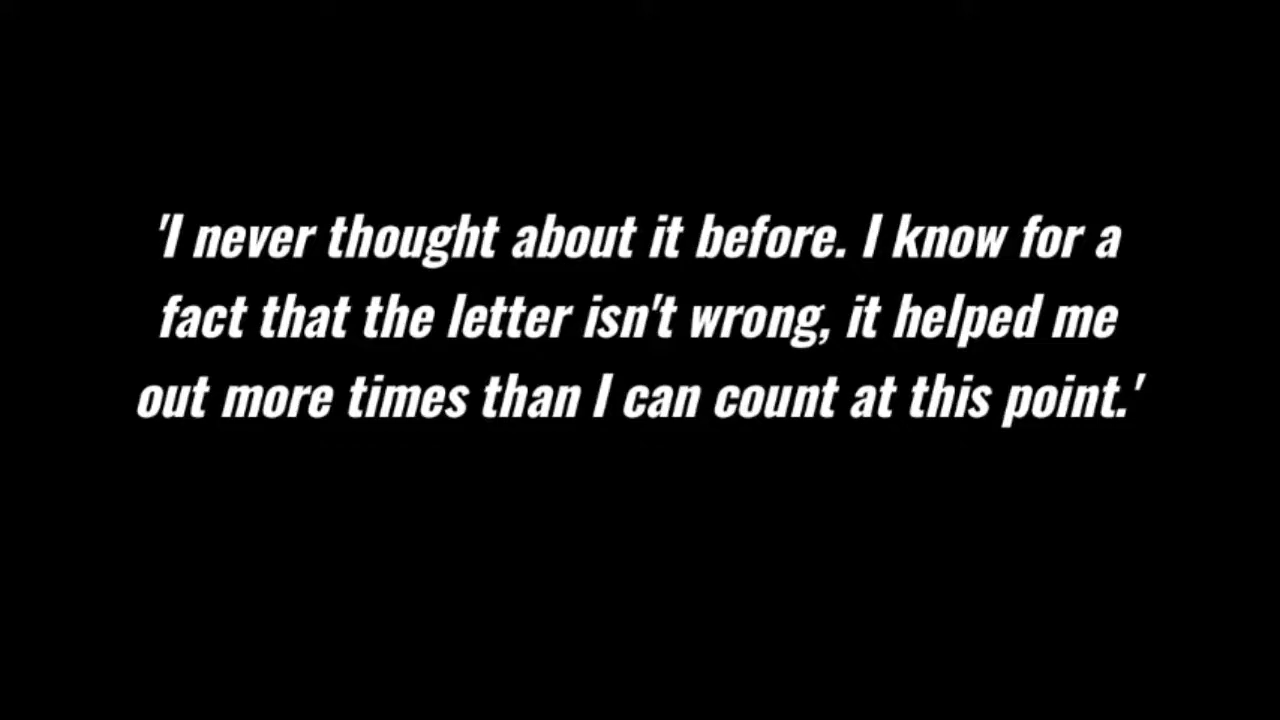 'I never thought about it before. I know for a
fact that the letter isn't wrong, it helped me
out more times than I can count at this point.'